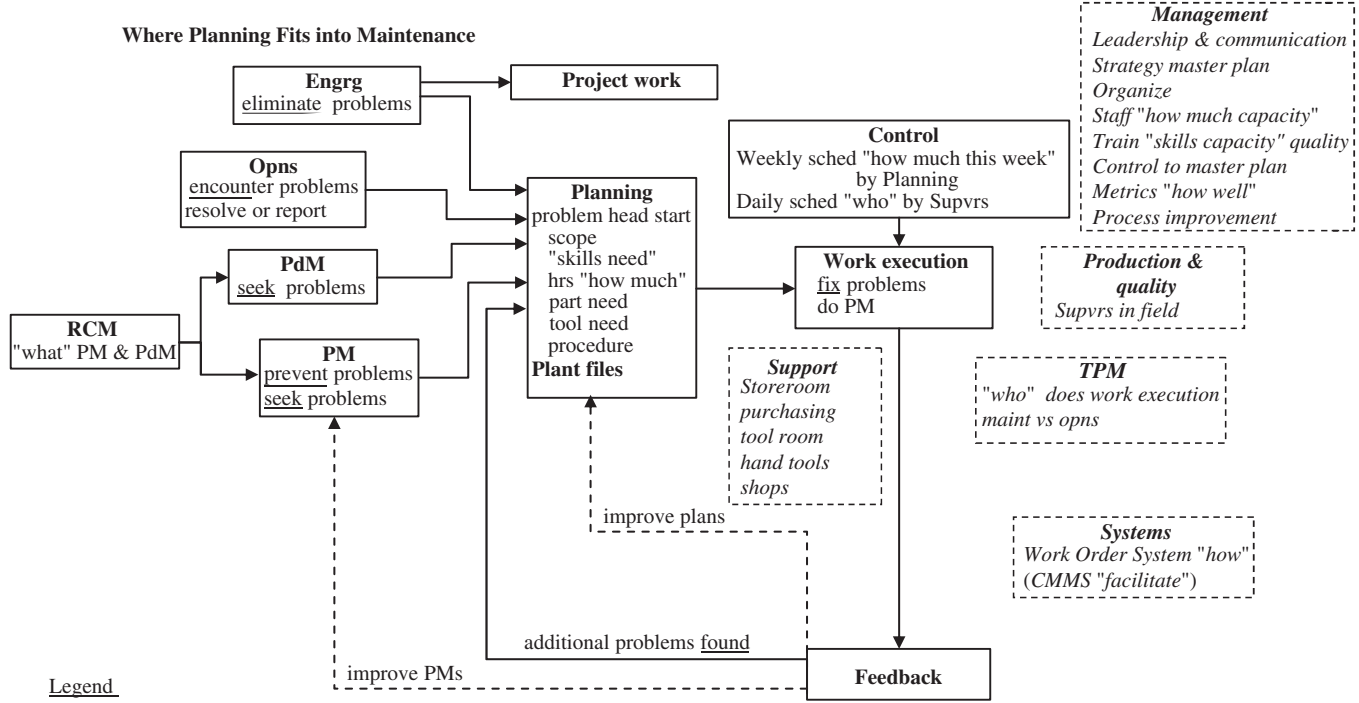 Where Planning Fits into Maintenance
Engrg
eliminate problems
Project work
Opns
encounter problems
resolve or report
PdM
seek problems
RCM
"what" PM & PdM
PM
prevent problems
seek problems
Planning
problem head start
scope
"skills need"
hrs "how much"
part need
tool need
procedure
Plant files
Control
Weekly sched "how much this week"
by Planning
Daily sched "who" by Supvrs
Work execution
fix problems
do PM
Support
Storeroom
purchasing
tool room
hand tools
shops
Management
Leadership & communication
Strategy master plan
Organize
Staff "how much capacity"
Train "skills capacity" quality
Control to master plan
Metrics "how well"
Process improvement
Production &
quality
Supvrs in field
TPM
"who" does work execution
maint vs opns
Systems
Work Order System "how"
(CMMS "facilitate")
improve plans
additional problems found
improve PMs
Feedback
Legend